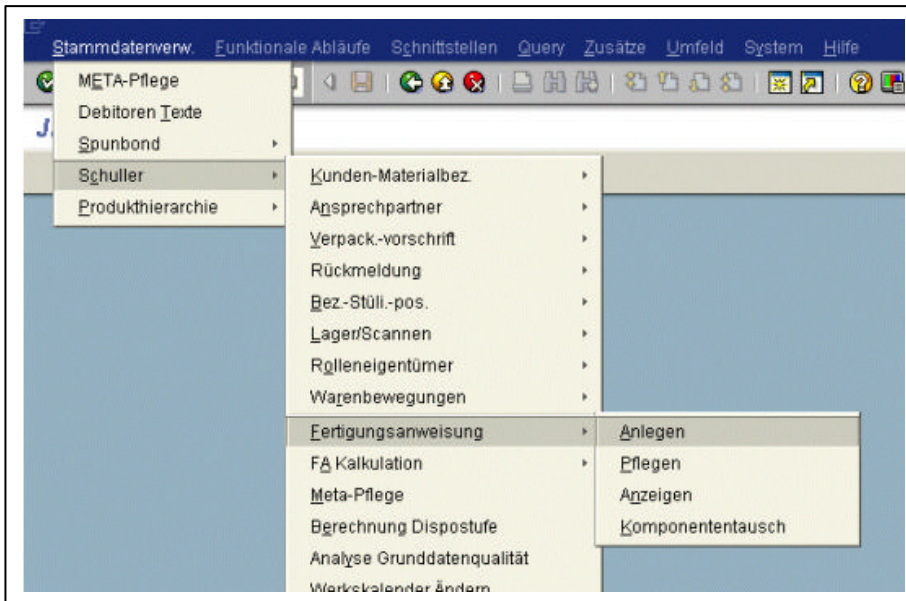 Stammdatenverw. Funktionale Abläufe Schnittstellen Query Zusätze Umfeld System Hilfe
META-Pflege
Debitoren Texte
Spunbond
Schuller
Produkthierarchie
Kunden-Materialbez.
Ansprechpartner
Verpack.-vorschrift
Rückmeldung
Bez.-Stüli.-pos.
Lager/Scannen
Rolleneigentümer
Warenbewegungen
Fertigungsanweisung
FA Kalkulation
Meta-Pflege
Berechnung Dispostufe
Analyse Grunddatenqualität
Werkskalender Ändern
Anlegen
Pflegen
Anzeigen
Komponententausch